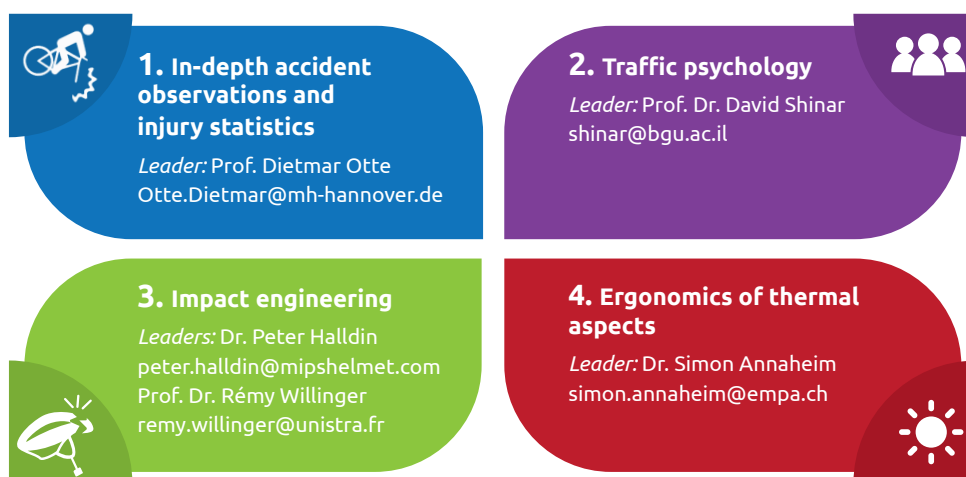 1. In-depth accident
observations and
injury statistics
Leader: Prof. Dietmar Otte
Otte.Dietmar@mh-hannover.de
2. Traffic psychology
Leader: Prof. Dr. David Shinar
shinar@bgu.ac.il
3. Impact engineering
Leaders: Dr. Peter Halldin
peter.halldin@mipshelmet.com
Prof. Dr. Rémy Willinger
remy.willinger@unistra.fr
4. Ergonomics of thermal
aspects
Leader: Dr. Simon Annaheim
simon.annaheim@empa.ch